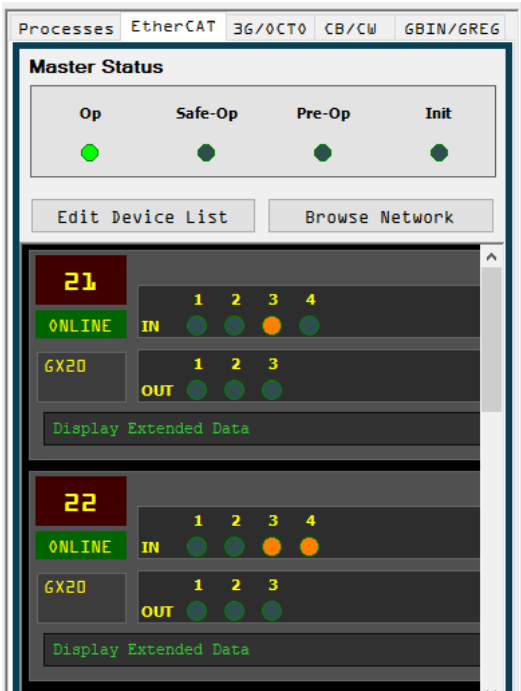 Processes EtherCAT 3G/OCTO CB/CW GBIN/GREG
Master Status
Op Safe-Op Pre-Op Init
Edit Device List Browse Network
21
1 2 3 4
ONLINE IN
GX20
1 2 3
OUT
Display Extended Data
22
1 2 3 4
ONLINE IN
GX20
1 2 3
OUT
Display Extended Data